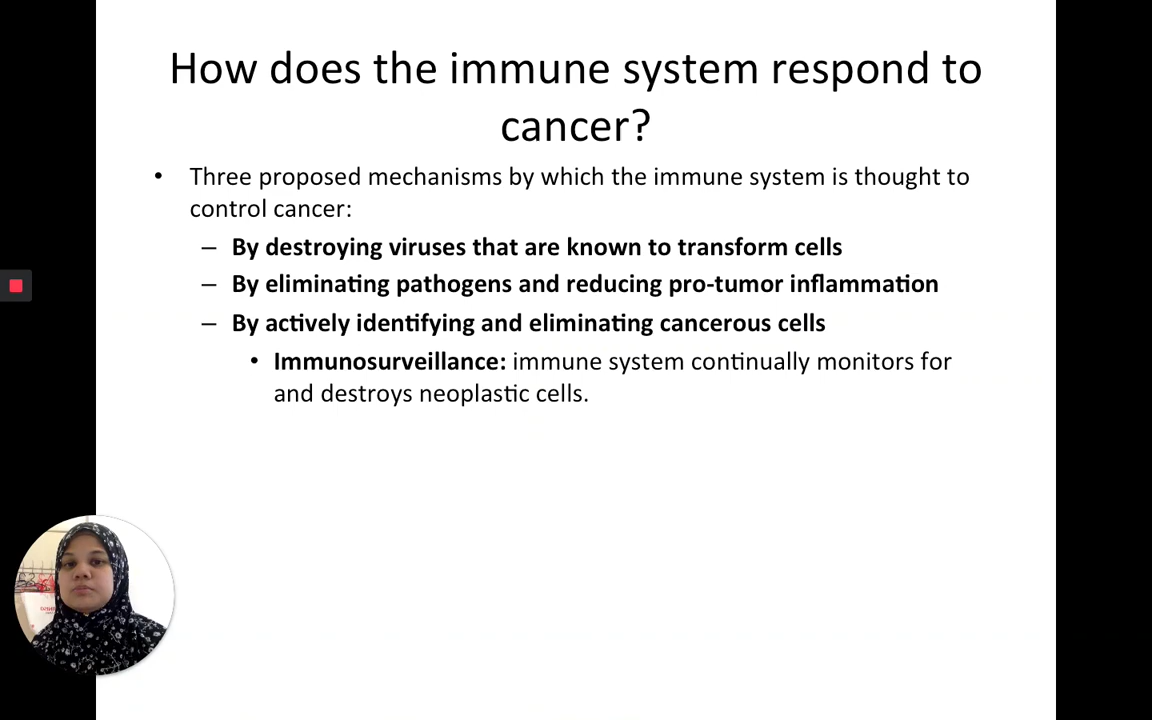 How does the immune system respond to
cancer?
• Three proposed mechanisms by which the immune system is thought to
control cancer:
– By destroying viruses that are known to transform cells
– By eliminating pathogens and reducing pro-tumor inflammation
– By actively identifying and eliminating cancerous cells
• Immunosurveillance: immune system continually monitors for
and destroys neoplastic cells.